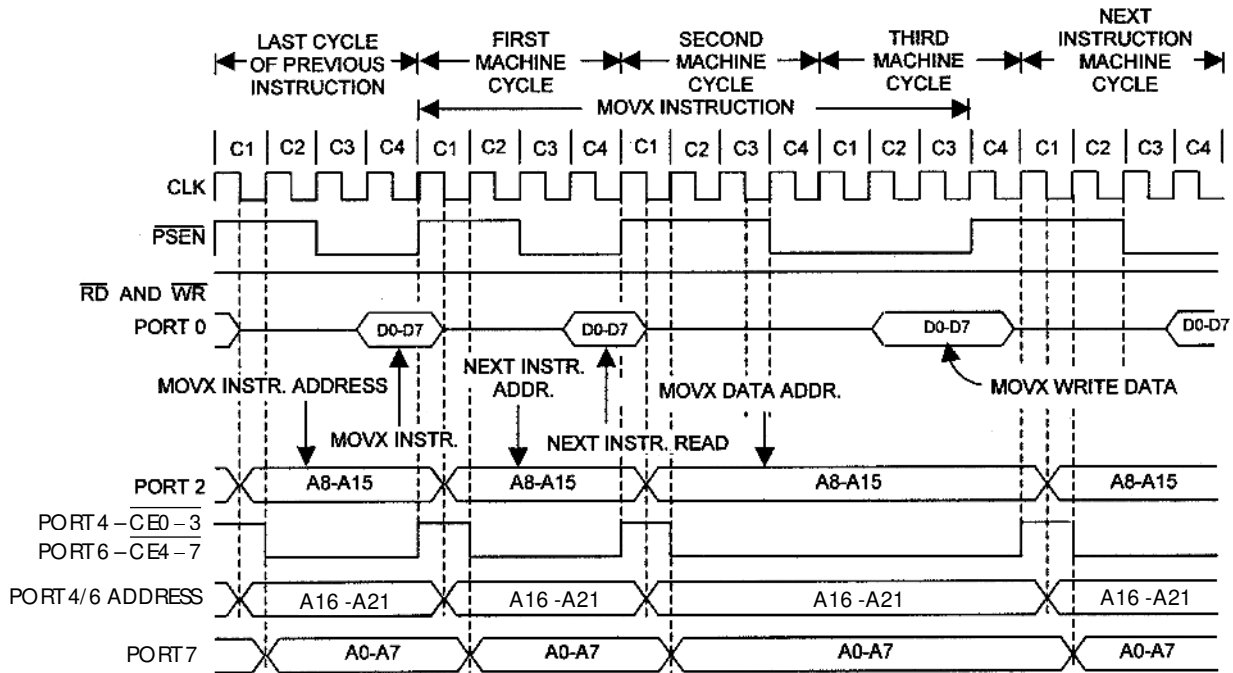 LAST CYCLE
OF PREVIOUS
INSTRUCTION
FIRST
MACHINE
CYCLE
SECOND
MACHINE
CYCLE
THIRD
MACHINE
CYCLE
NEXT
INSTRUCTION
MACHINE
CYCLE
MOVX INSTRUCTION
C1 C2 C3 C4 C1 C2 C3 C4 C1 C2 C3 C4 C1 C2 C3 C4 C1 C2 C3 C4
CLK
PSEN
RD AND WR
PORT 0 D0-D7 D0-D7 D0-D7 D0-D7
MOVX INSTR. ADDRESS
NEXT INSTR.
ADDR.
MOVX DATA ADDR.
MOVX WRITE DATA
MOVX INSTR.
NEXT INSTR. READ
PORT 2 A8-A15 A8-A15 A8-A15 A8-A15
PORT 4 – CE0 – 3
PORT 6 – CE4 – 7
PORT 4/6 ADDRESS A16 -A21 A16 -A21 A16 -A21 A16 -A21
PORT 7 A0-A7 A0-A7 A0-A7 A0-A7